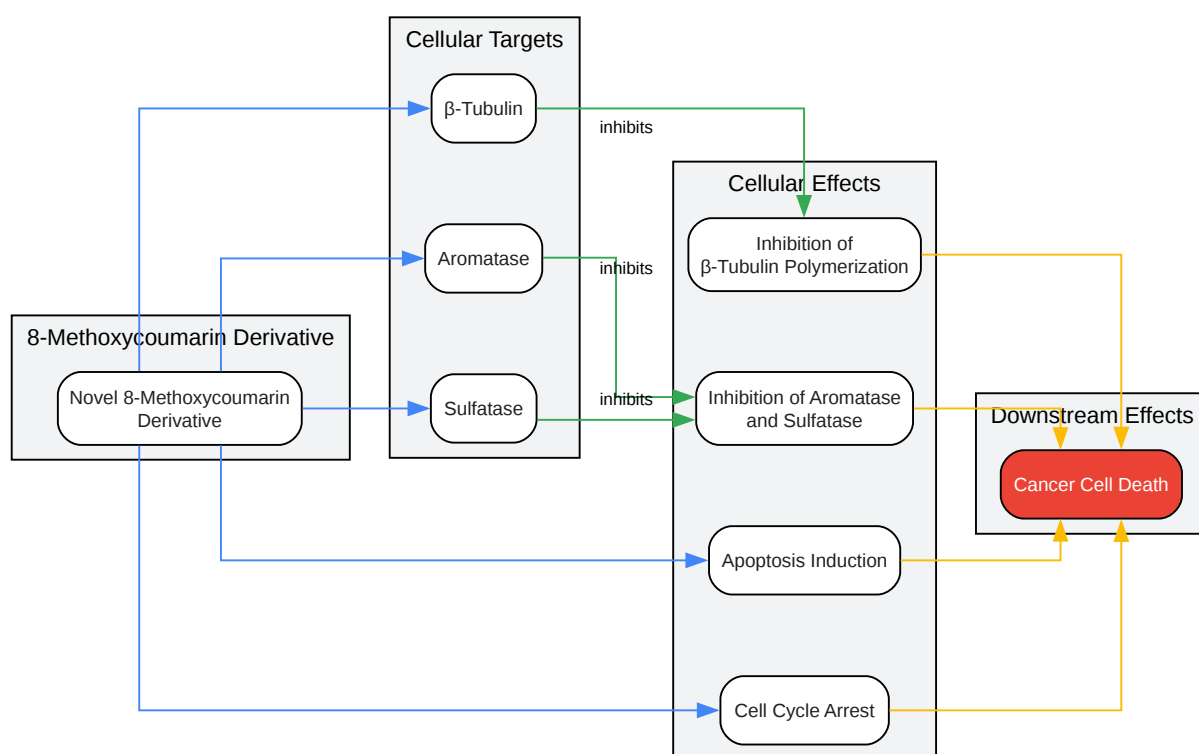 Cellular Targets
β-Tubulin
inhibits
Cellular Effects
Inhibition of
β-Tubulin Polymerization
Aromatase
inhibits
8-Methoxycoumarin Derivative
Novel 8-Methoxycoumarin
Derivative
Sulfatase
inhibits
Inhibition of Aromatase
and Sulfatase
Downstream Effects
Cancer Cell Death
Apoptosis Induction
Cell Cycle Arrest